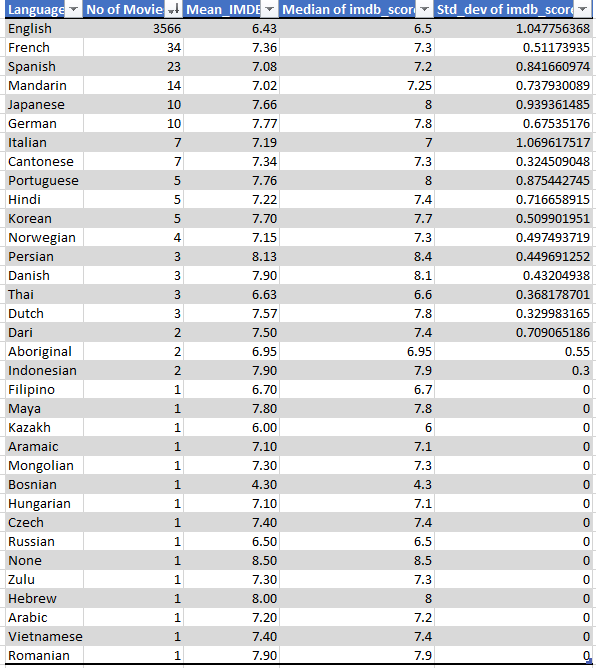 Language No of Movie Mean_IMDB Median of imdb_scor Std_dev of imdb_score
English 3566 6.43 6.5 1.047756368
French 34 7.36 7.3 0.51173935
Spanish 23 7.08 7.2 0.841660974
Mandarin 14 7.02 7.25 0.737930089
Japanese 10 7.66 8 0.939361485
German 10 7.77 7.8 0.67535176
Italian 7 7.19 7 1.069617517
Cantonese 7 7.34 7.3 0.324509048
Portuguese 5 7.76 8 0.875442745
Hindi 5 7.22 7.4 0.716658915
Korean 5 7.70 7.7 0.509901951
Norwegian 4 7.15 7.3 0.497493719
Persian 3 8.13 8.4 0.449691252
Danish 3 7.90 8.1 0.43204938
Thai 3 6.63 6.6 0.368178701
Dutch 3 7.57 7.8 0.329983165
Dari 2 7.50 7.4 0.709065186
Aboriginal 2 6.95 6.95 0.55
Indonesian 2 7.90 7.9 0.3
Filipino 1 6.70 6.7 0
Maya 1 7.80 7.8 0
Kazakh 1 6.00 6 0
Aramaic 1 7.10 7.1 0
Mongolian 1 7.30 7.3 0
Bosnian 1 4.30 4.3 0
Hungarian 1 7.10 7.1 0
Czech 1 7.40 7.4 0
Russian 1 6.50 6.5 0
None 1 8.50 8.5 0
Zulu 1 7.30 7.3 0
Hebrew 1 8.00 8 0
Arabic 1 7.20 7.2 0
Vietnamese 1 7.40 7.4 0
Romanian 1 7.90 7.9 0